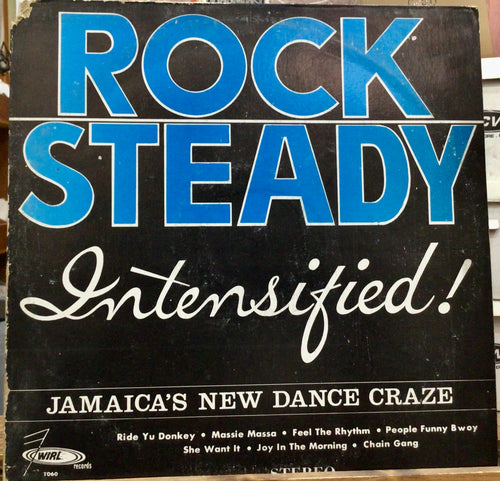 ROCK
STEADY
Intensified!
JAMAICA'S NEW DANCE CRAZE
Ride Yu Donkey • Massie Massa • Feel The Rhythm • People Funny Bwoy
She Want It • Joy In The Morning • Chain Gang
WIRL
records
1060
STEREO